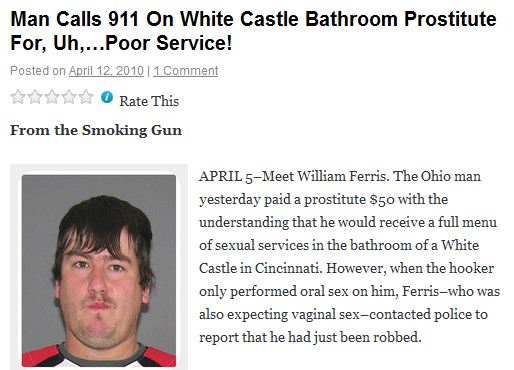 Man Calls 911 On White Castle Bathroom Prostitute
For, Uh,…Poor Service!
Posted on April 12, 2010 | 1 Comment
Rate This
From the Smoking Gun
APRIL 5–Meet William Ferris. The Ohio man
yesterday paid a prostitute $50 with the
understanding that he would receive a full menu
of sexual services in the bathroom of a White
Castle in Cincinnati. However, when the hooker
only performed oral sex on him, Ferris–who was
also expecting vaginal sex–contacted police to
report that he had just been robbed.